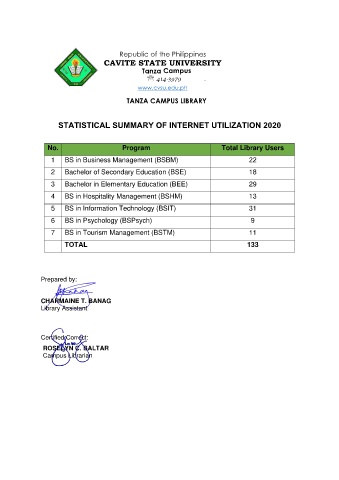 Republic of the Philippines
CAVITE STATE UNIVERSITY
Tanza Campus
☏ 414-3979
www.cvsu.edu.ph
TANZA CAMPUS LIBRARY
STATISTICAL SUMMARY OF INTERNET UTILIZATION 2020
No. Program Total Library Users
1 BS in Business Management (BSBM) 22
2 Bachelor of Secondary Education (BSE) 18
3 Bachelor in Elementary Education (BEE) 29
4 BS in Hospitality Management (BSHM) 13
5 BS in Information Technology (BSIT) 31
6 BS in Psychology (BSPsych) 9
7 BS in Tourism Management (BSTM) 11
TOTAL 133
Prepared by:
CHARMAINE T. BANAG
Library Assistant
Certified Correct:
ROSELYN C. BALTAR
Campus Librarian